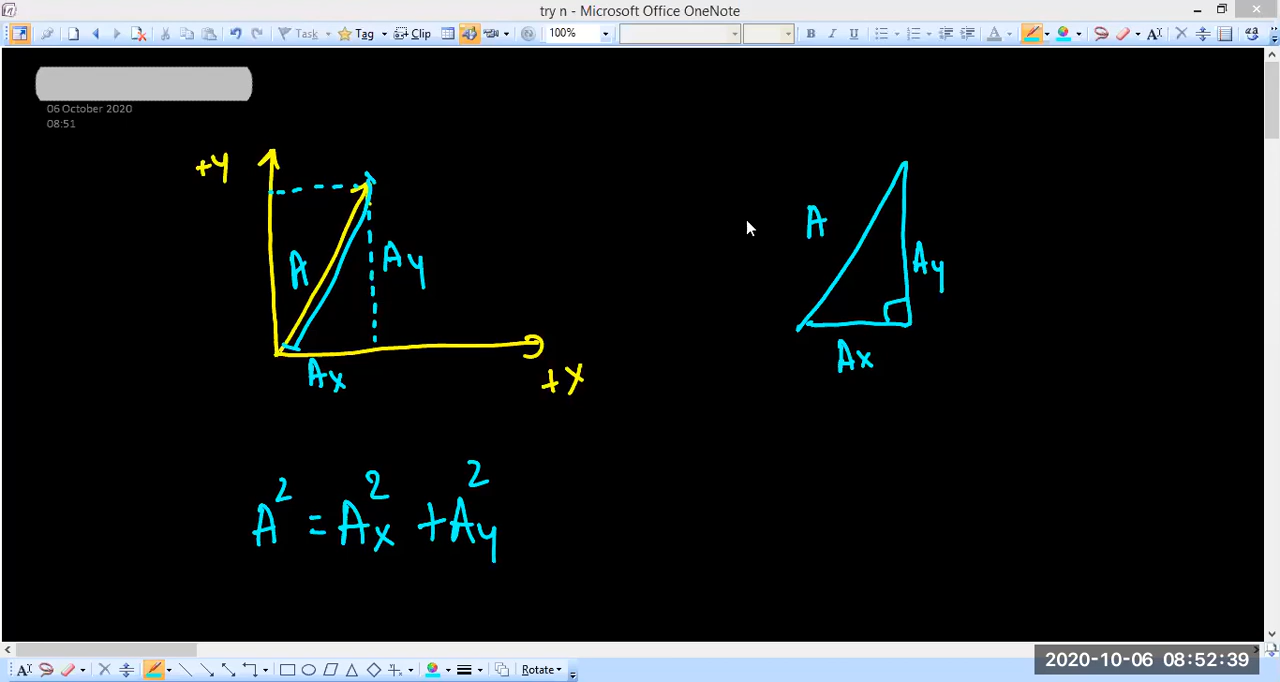 try n - Microsoft Office OneNote
Task Tag Clip 100% B I U A
06 October 2020
08:51
+Y
A
Ay
Ax
+X
A
Ay
Ax
A² = Ax² + Ay²
Rotate
2020-10-06 08:52:39